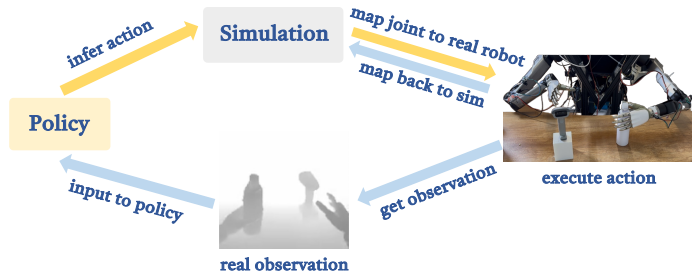 Simulation
infer action
map joint to real robot
map back to sim
Policy
execute action
get observation
input to policy
real observation